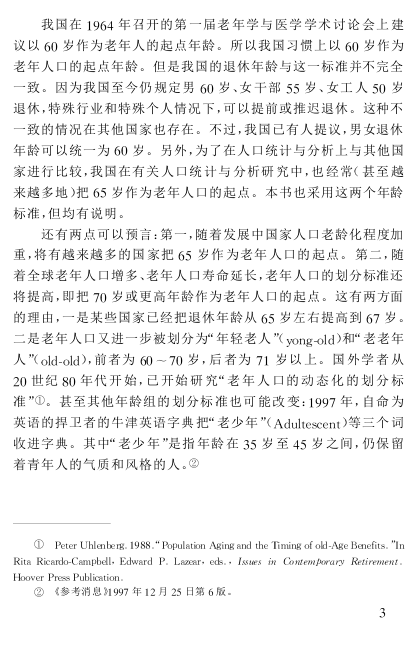 我国在 1964 年召开的第一届老年学与医学学术讨论会上建
议以 60 岁作为老年人的起点年龄。所以我国习惯上以 60 岁作为
老年人口的起点年龄。但是我国的退休年龄与这一标准并不完全
一致。因为我国至今仍规定男 60 岁、女干部 55 岁、女工人 50 岁
退休,特殊行业和特殊个人情况下,可以提前或推迟退休。这种不
一致的情况在其他国家也存在。不过,我国已有人提议,男女退休
年龄可以统一为 60 岁。另外,为了在人口统计与分析上与其他国
家进行比较,我国在有关人口统计与分析研究中,也经常(甚至越
来越多地)把 65 岁作为老年人口的起点。本书也采用这两个年龄
标准,但均有说明。
还有两点可以预言:第一,随着发展中国家人口老龄化程度加
重,将有越来越多的国家把 65 岁作为老年人口的起点。第二,随
着全球老年人口增多、老年人口寿命延长,老年人口的划分标准还
将提高,即把 70 岁或更高年龄作为老年人口的起点。这有两方面
的理由,一是某些国家已经把退休年龄从 65 岁左右提高到 67 岁。
二是老年人口又进一步被划分为“年轻老人”(yong-old)和“老老年
人”(old-old),前者为 60～70 岁,后者为 71 岁以上。国外学者从
20 世纪 80 年代开始,已开始研究“老年人口的动态化的划分标
准”①。甚至其他年龄组的划分标准也可能改变:1997 年,自命为
英语的捍卫者的牛津英语字典把“老少年”(Adultescent)等三个词
收进字典。其中“老少年”是指年龄在 35 岁至 45 岁之间,仍保留
着青年人的气质和风格的人。②
① Peter Uhlenberg. 1988. “Population Aging and the Timing of old-Age Benefits. ”In
Rita Ricardo-Campbell, Edward P. Lazear, eds. , Issues in Contemporary Retirement.
Hoover Press Publication.
② 《参考消息》1997 年 12 月 25 日第 6 版。
3